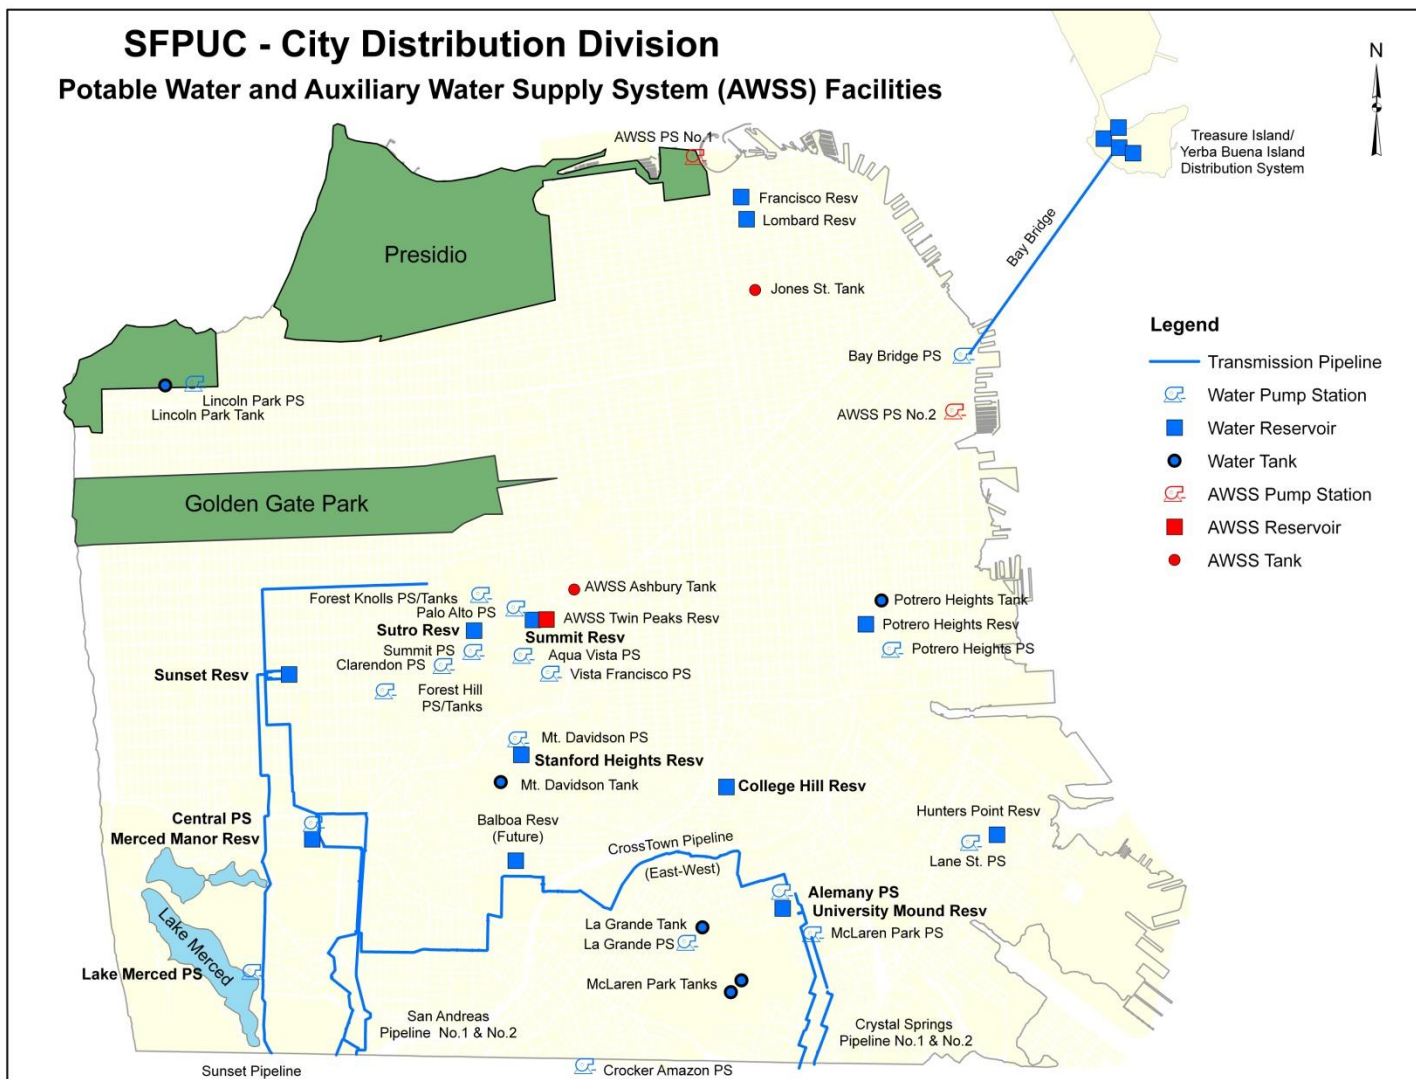 SFPUC - City Distribution Division
Potable Water and Auxiliary Water Supply System (AWSS) Facilities
N
AWSS PS No.1
Treasure Island/
Yerba Buena Island
Distribution System
Francisco Resv
Lombard Resv
Presidio
Bay Bridge
Jones St. Tank
Legend
Transmission Pipeline
Water Pump Station
Water Reservoir
Water Tank
AWSS Pump Station
AWSS Reservoir
AWSS Tank
Bay Bridge PS
Lincoln Park PS
Lincoln Park Tank
AWSS PS No.2
Golden Gate Park
AWSS Ashbury Tank
Forest Knolls PS/Tanks
Palo Alto PS
AWSS Twin Peaks Resv
Potrero Heights Tank
Potrero Heights Resv
Potrero Heights PS
Sutro Resv
Summit Resv
Summit PS
Aqua Vista PS
Clarendon PS
Vista Francisco PS
Sunset Resv
Forest Hill
PS/Tanks
Mt. Davidson PS
Stanford Heights Resv
Mt. Davidson Tank
College Hill Resv
Central PS
Merced Manor Resv
Balboa Resv
(Future)
CrossTown Pipeline
(East-West)
Hunters Point Resv
Lane St. PS
Alemany PS
University Mound Resv
McLaren Park PS
La Grande Tank
La Grande PS
Lake Merced
Lake Merced PS
McLaren Park Tanks
San Andreas
Pipeline No.1 & No.2
Crystal Springs
Pipeline No.1 & No.2
Sunset Pipeline
Crocker Amazon PS